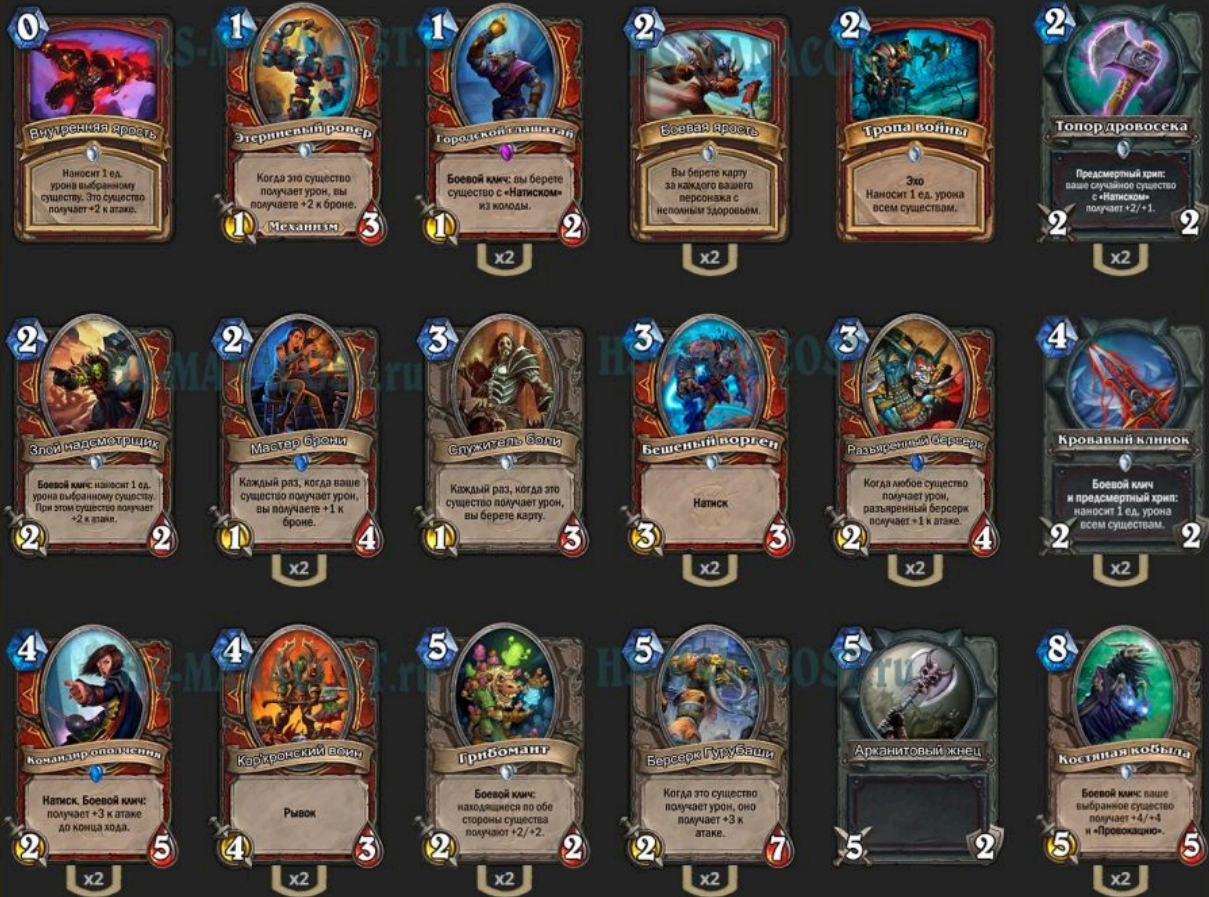 0
Внутренняя ярость
Наносит 1 ед.
урона выбранному
существу. Это существо
получает +2 к атаке.
1
Этерниевый ровер
Когда это существо
получает урон, вы
получаете +2 к броне.
1
Механизм
3
1
Городской глашатай
Боевой клич: вы берете
существо с «Натиском»
из колоды.
1
2
x2
2
Боевая ярость
Вы берете карту
за каждого вашего
персонажа с
неполным здоровьем.
x2
2
Тропа войны
Эхо
Наносит 1 ед. урона
всем существам.
2
Топор дровосека
Предсмертный хрип:
ваше случайное существо
с «Натиском»
получает +2/+1.
2
2
x2
2
Злой надсмотрщик
Боевой клич: наносит 1 ед.
урона выбранному существу.
При этом существо получает
+2 к атаке.
2
2
2
Мастер брони
Каждый раз, когда ваше
существо получает урон,
вы получаете +1 к
броне.
1
4
x2
3
Служитель боли
Каждый раз, когда это
существо получает урон,
вы берете карту.
1
3
3
Бешеный ворген
Натиск
3
3
x2
3
Разъяренный берсерк
Когда любое существо
получает урон,
разъяренный берсерк
получает +1 к атаке.
2
4
x2
4
Кровавый клинок
Боевой клич
и предсмертный хрип:
наносит 1 ед. урона
всем существам.
2
2
x2
4
Командир ополчения
Натиск. Боевой клич:
получает +3 к атаке
до конца хода.
2
5
x2
4
Кор'кронский воин
Рывок
4
3
x2
5
Грибомант
Боевой клич:
находящиеся по обе
стороны существа
получают +2/+2.
2
2
x2
5
Берсерк Гурубаши
Когда это существо
получает урон, оно
получает +3 к
атаке.
2
7
x2
5
Арканитовый жнец
5
2
8
Костяная кобыла
Боевой клич: ваше
выбранное существо
получает +4/+4
и «Провокацию».
5
5
x2